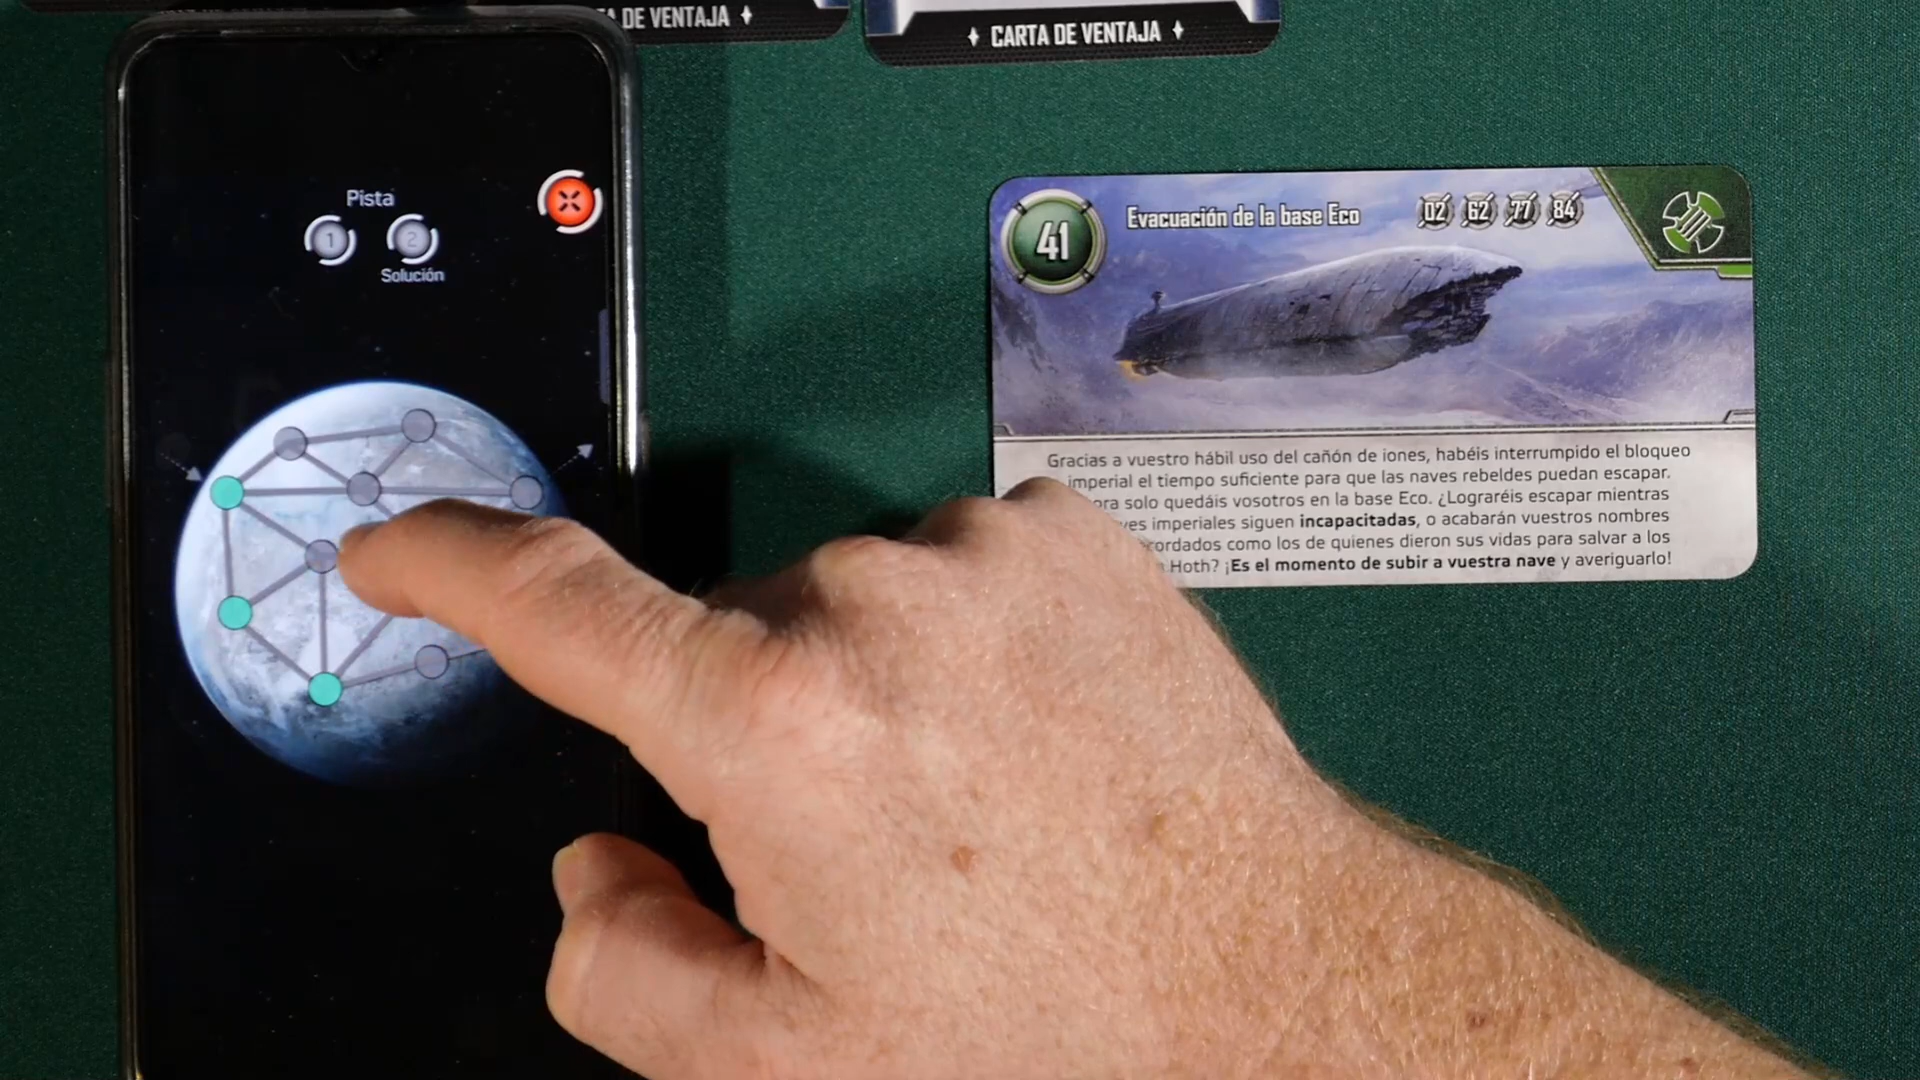 DE VENTAJA
CARTA DE VENTAJA
Pista
1 2
Solución
41
Evacuación de la base Eco
02 62 77 84
Gracias a vuestro hábil uso del cañón de iones, habéis interrumpido el bloqueo
imperial el tiempo suficiente para que las naves rebeldes puedan escapar.
ora solo quedáis vosotros en la base Eco. ¿Lograréis escapar mientras
ves imperiales siguen incapacitadas, o acabarán vuestros nombres
cordados como los de quienes dieron sus vidas para salvar a los
Hoth? ¡Es el momento de subir a vuestra nave y averiguarlo!